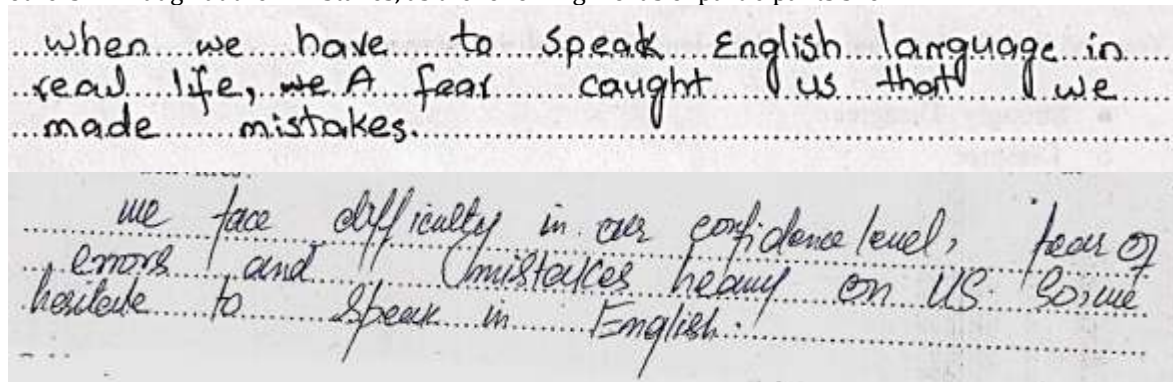 when we have to speak English language in
real life, we A fear caught us that we
made mistakes.
we face difficulty in our confidence level, fear of
errors and mistakes heavy on us. So, we
hesitate to speak in English.